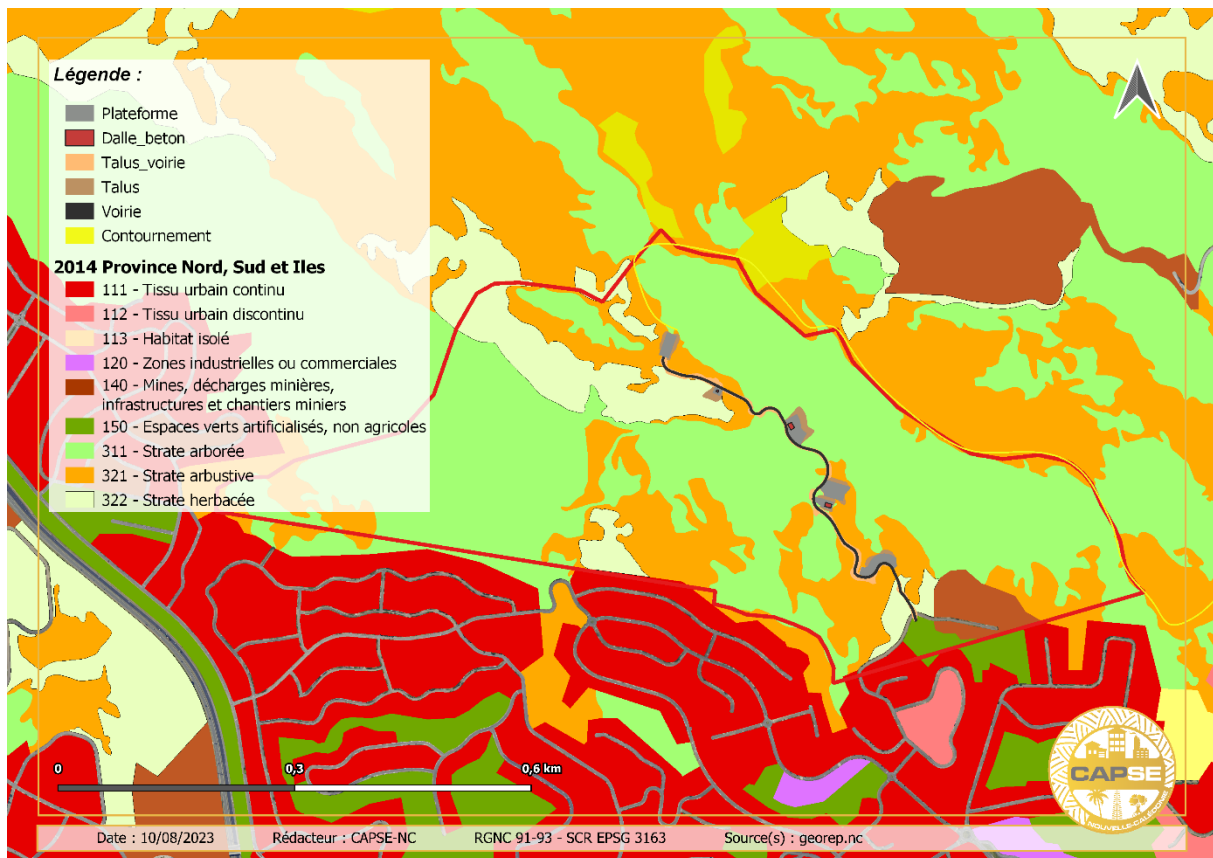 Légende :
Plateforme
Dalle_beton
Talus_voirie
Talus
Voirie
Contournement
2014 Province Nord, Sud et Iles
111 - Tissu urbain continu
112 - Tissu urbain discontinu
113 - Habitat isolé
120 - Zones industrielles ou commerciales
140 - Mines, décharges minières,
infrastructures et chantiers miniers
150 - Espaces verts artificialisés, non agricoles
311 - Strate arborée
321 - Strate arbustive
322 - Strate herbacée
0 0,3 0,6 km
CAPSE
NOUVELLE-CALÉDONIE
Date : 10/08/2023 Rédacteur : CAPSE-NC RGNC 91-93 - SCR EPSG 3163 Source(s) : georep.nc